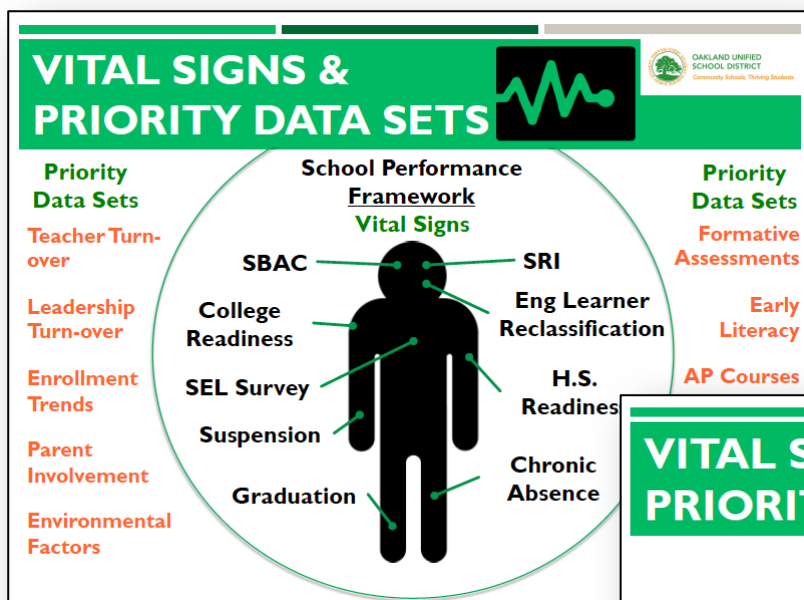 VITAL SIGNS &
PRIORITY DATA SETS
OAKLAND UNIFIED
SCHOOL DISTRICT
Community Schools, Thriving Students
Priority
Data Sets
Teacher Turn-
over
Leadership
Turn-over
Enrollment
Trends
Parent
Involvement
Environmental
Factors
School Performance
Framework
Vital Signs
SBAC
College
Readiness
SEL Survey
Suspension
Graduation
SRI
Eng Learner
Reclassification
H.S.
Readiness
Chronic
Absence
Priority
Data Sets
Formative
Assessments
Early
Literacy
AP Courses
VITAL S
PRIORIT